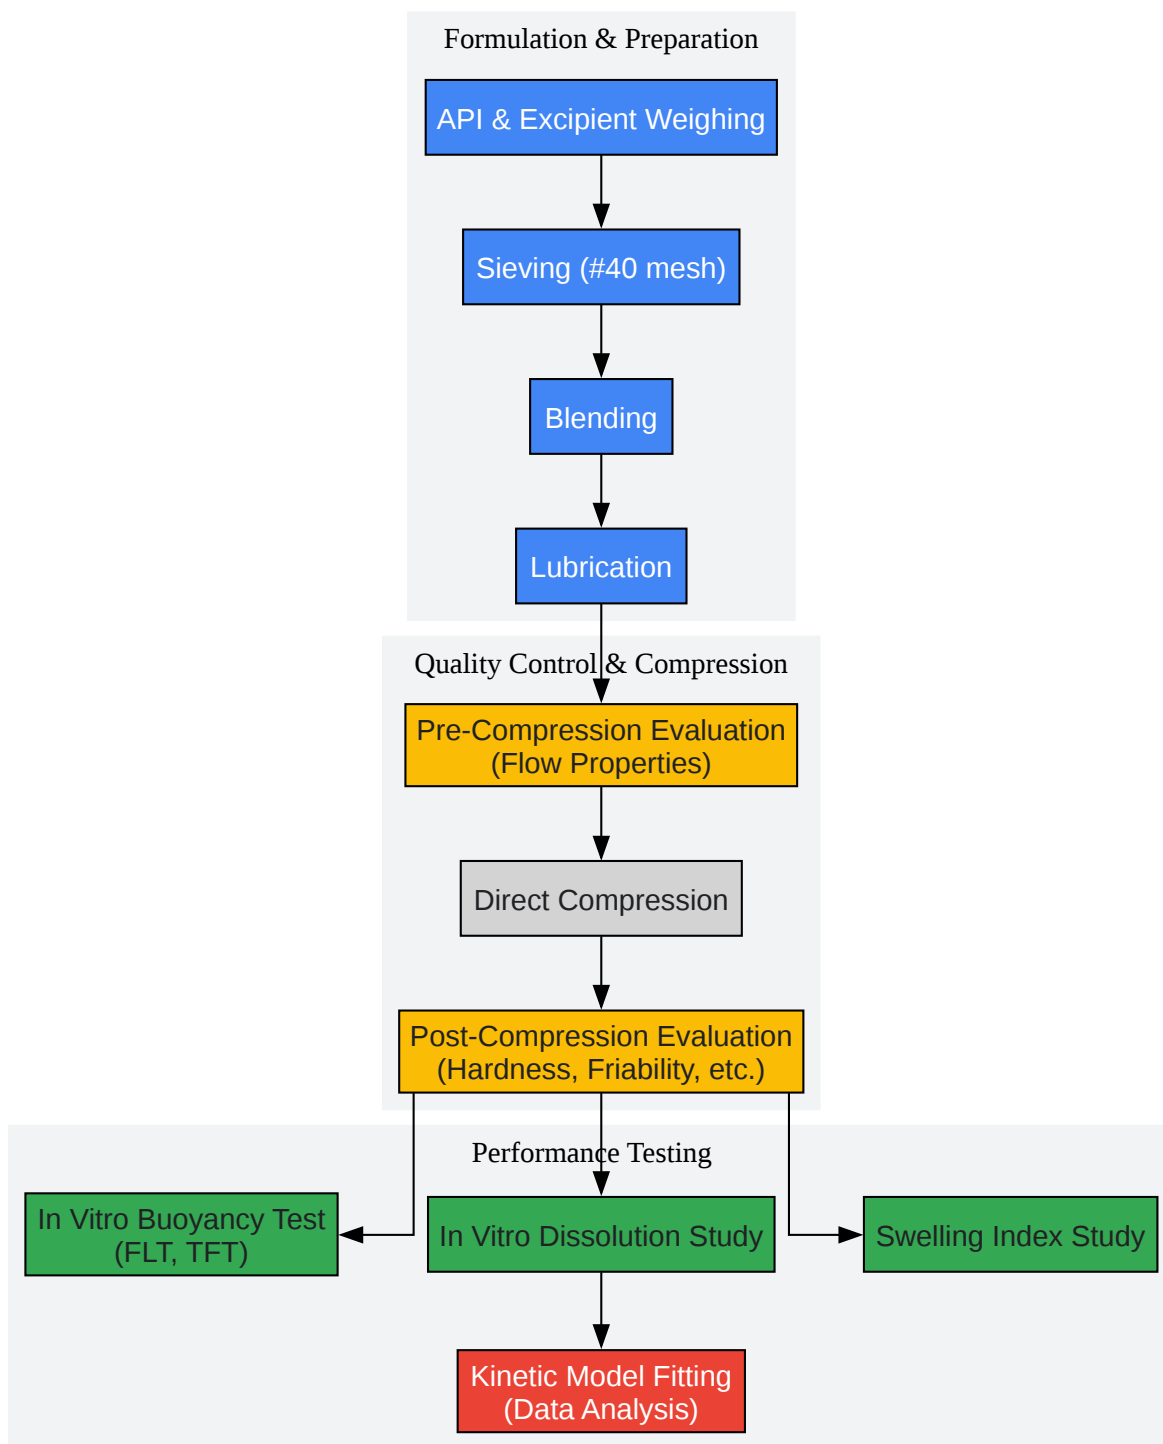 Formulation & Preparation
API & Excipient Weighing
Sieving (#40 mesh)
Blending
Lubrication
Quality Control & Compression
Pre-Compression Evaluation
(Flow Properties)
Direct Compression
Post-Compression Evaluation
(Hardness, Friability, etc.)
Performance Testing
In Vitro Buoyancy Test
(FLT, TFT)
In Vitro Dissolution Study
Swelling Index Study
Kinetic Model Fitting
(Data Analysis)